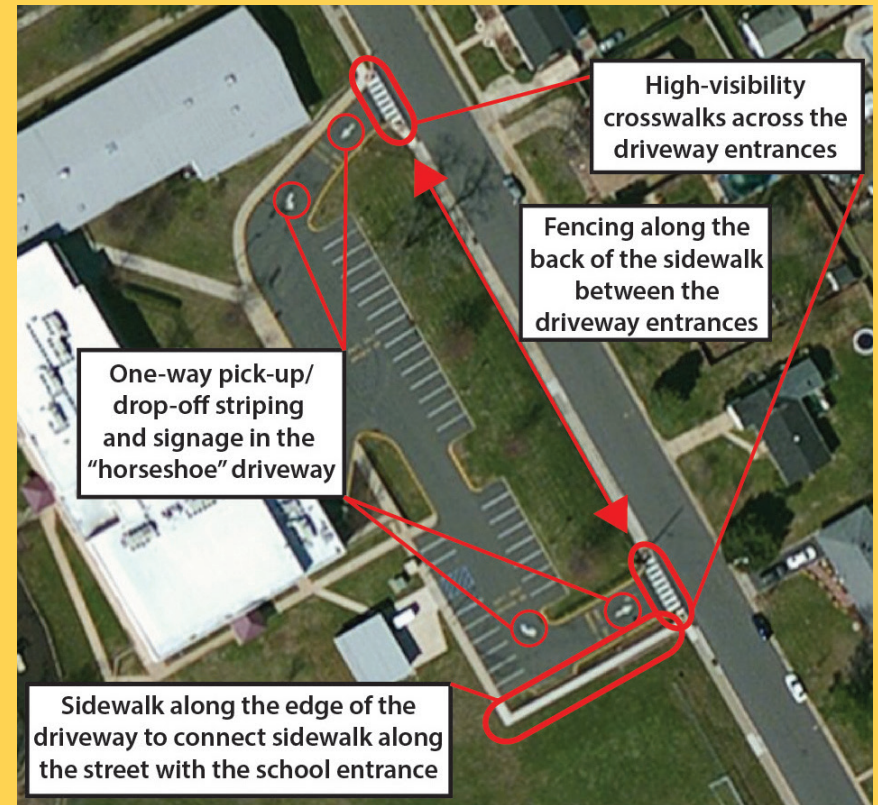 High-visibility
crosswalks across the
driveway entrances
Fencing along the
back of the sidewalk
between the
driveway entrances
One-way pick-up/
drop-off striping
and signage in the
“horseshoe” driveway
Sidewalk along the edge of the
driveway to connect sidewalk along
the street with the school entrance